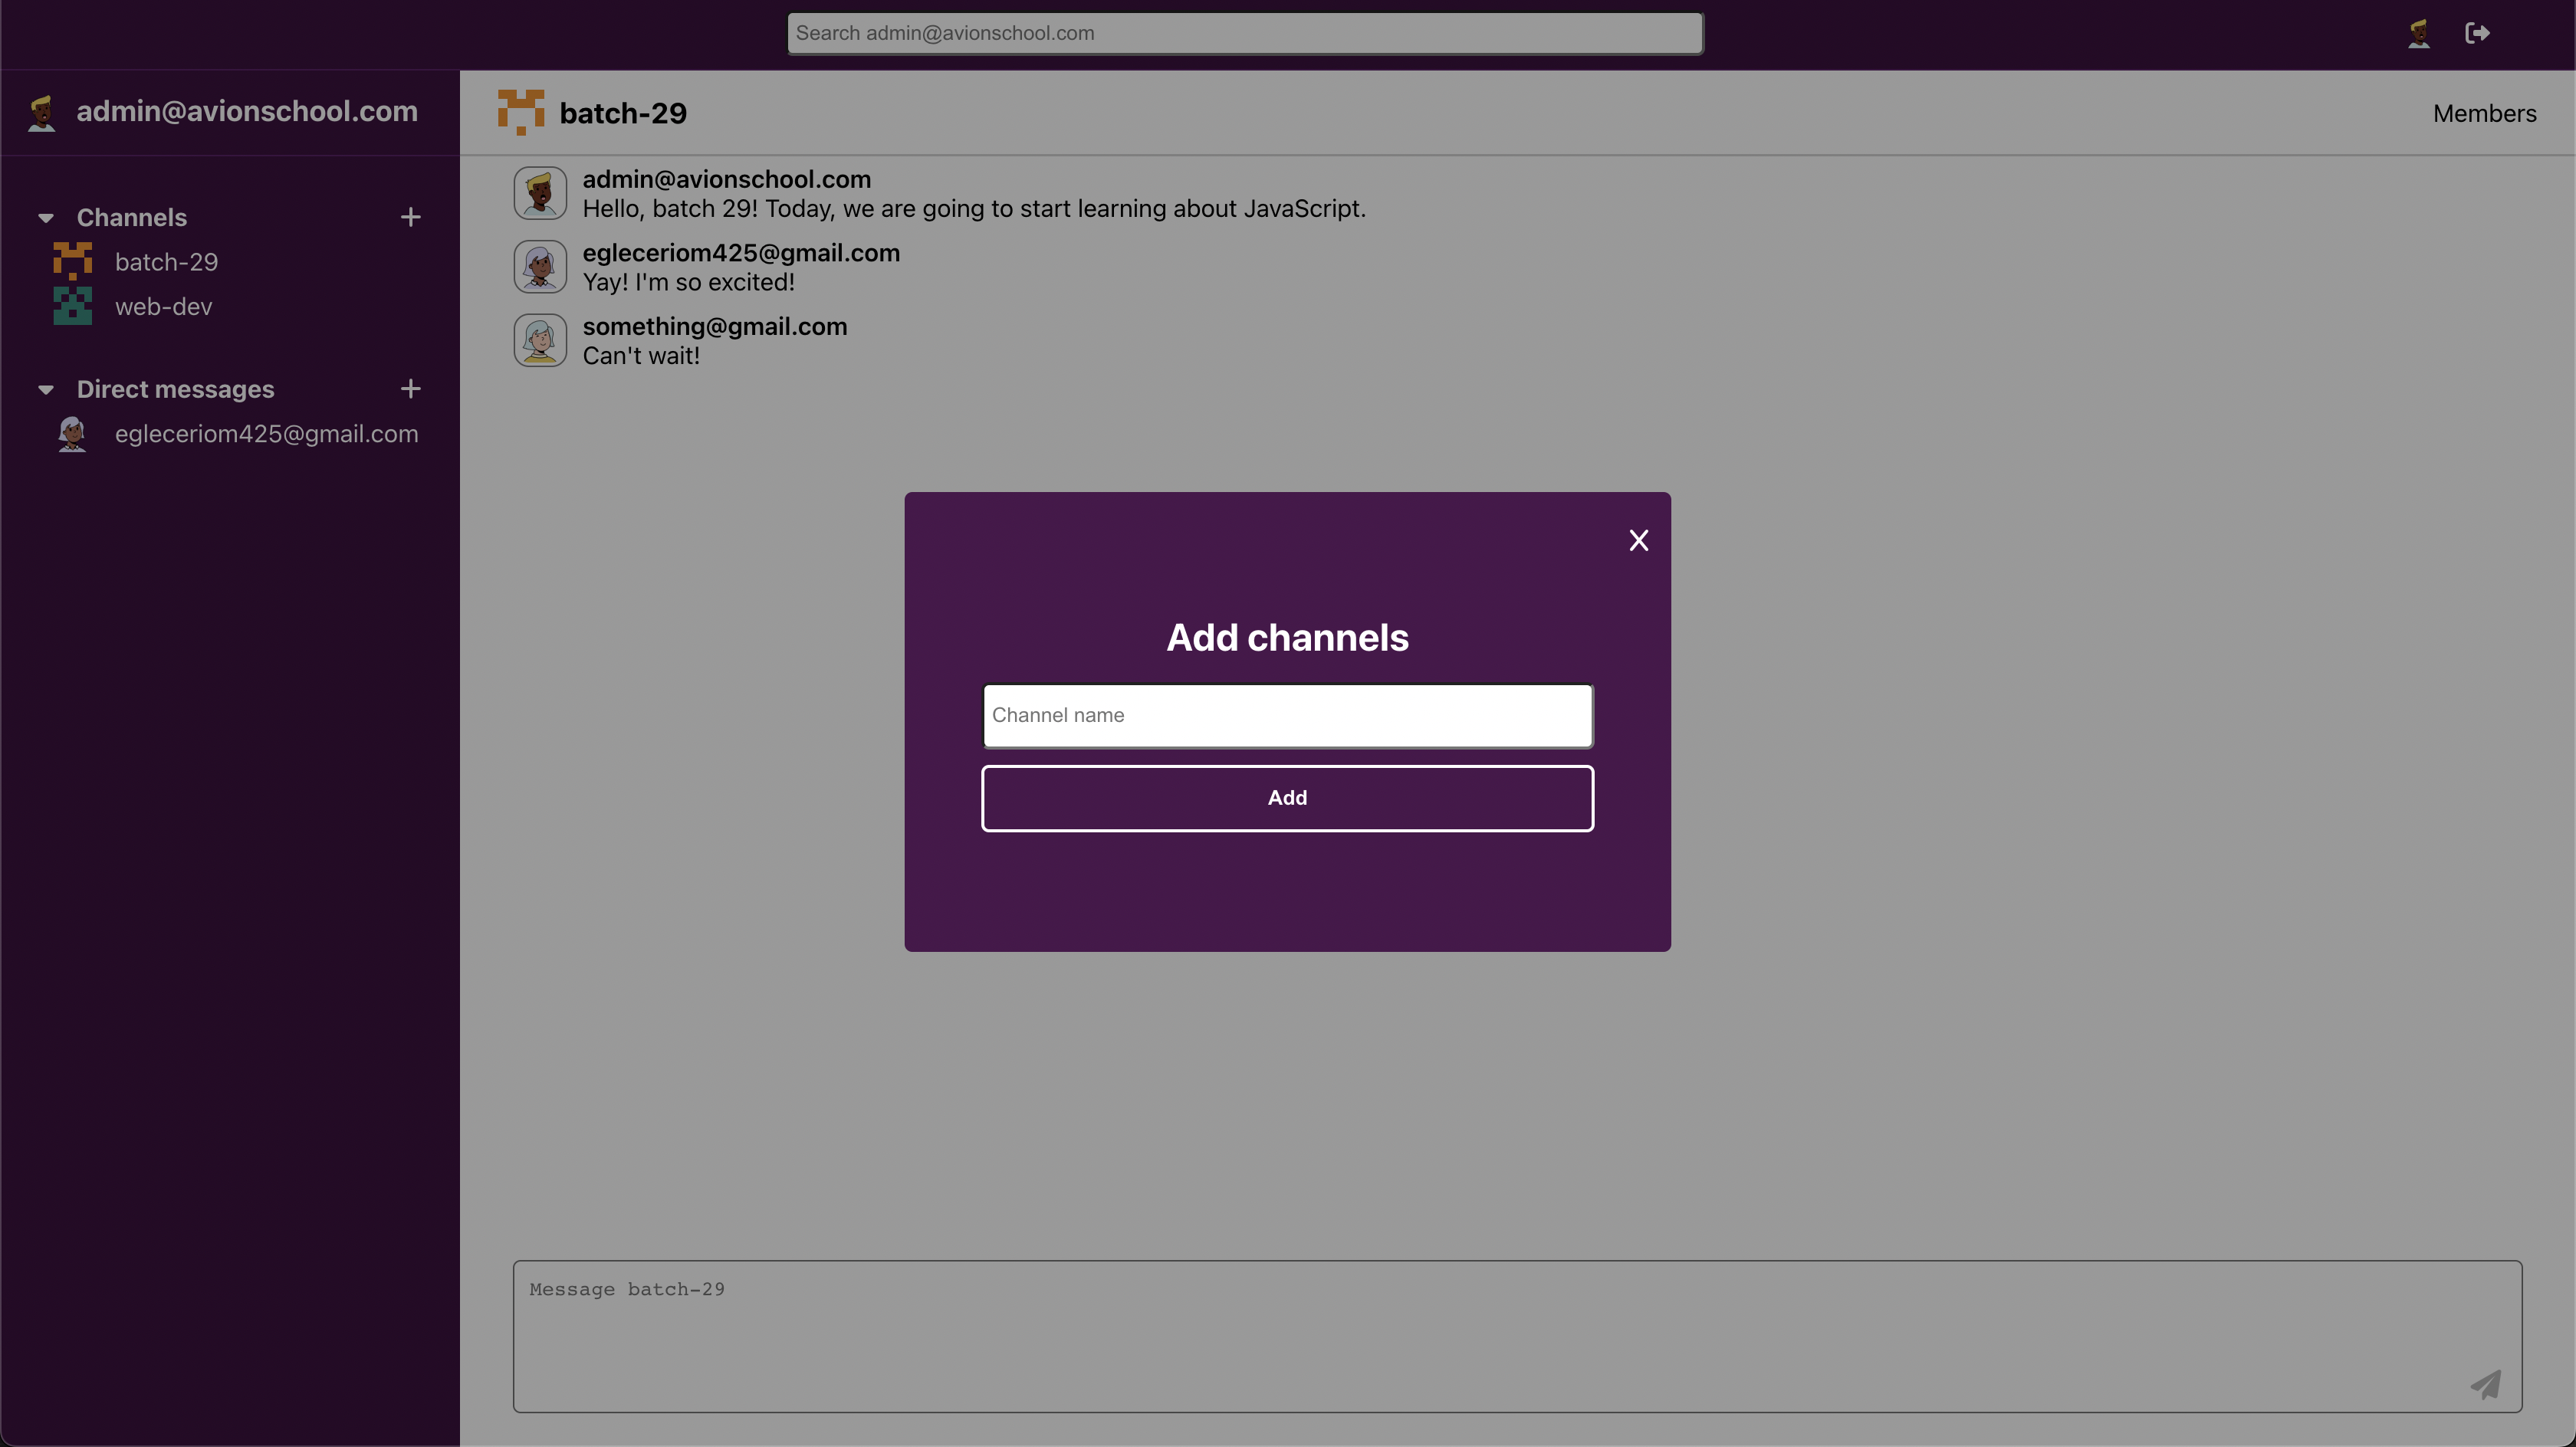 Search admin@avionschool.com
admin@avionschool.com
Channels
batch-29
web-dev
Direct messages
egleceriom425@gmail.com
batch-29
Members
admin@avionschool.com
Hello, batch 29! Today, we are going to start learning about JavaScript.
egleceriom425@gmail.com
Yay! I'm so excited!
something@gmail.com
Can't wait!
X
Add channels
Channel name
Add
Message batch-29